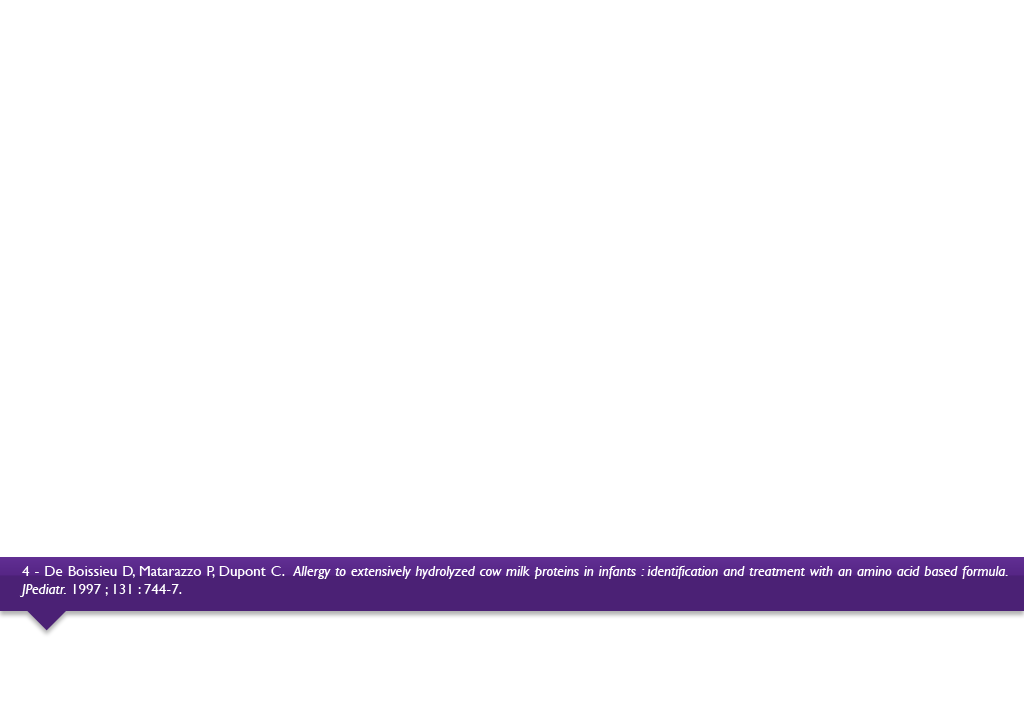 4 - De Boissieu D, Matarazzo P, Dupont C. Allergy to extensively hydrolyzed cow milk proteins in infants : identification and treatment with an amino acid based formula.
JPediatr. 1997 ; 131 : 744-7.